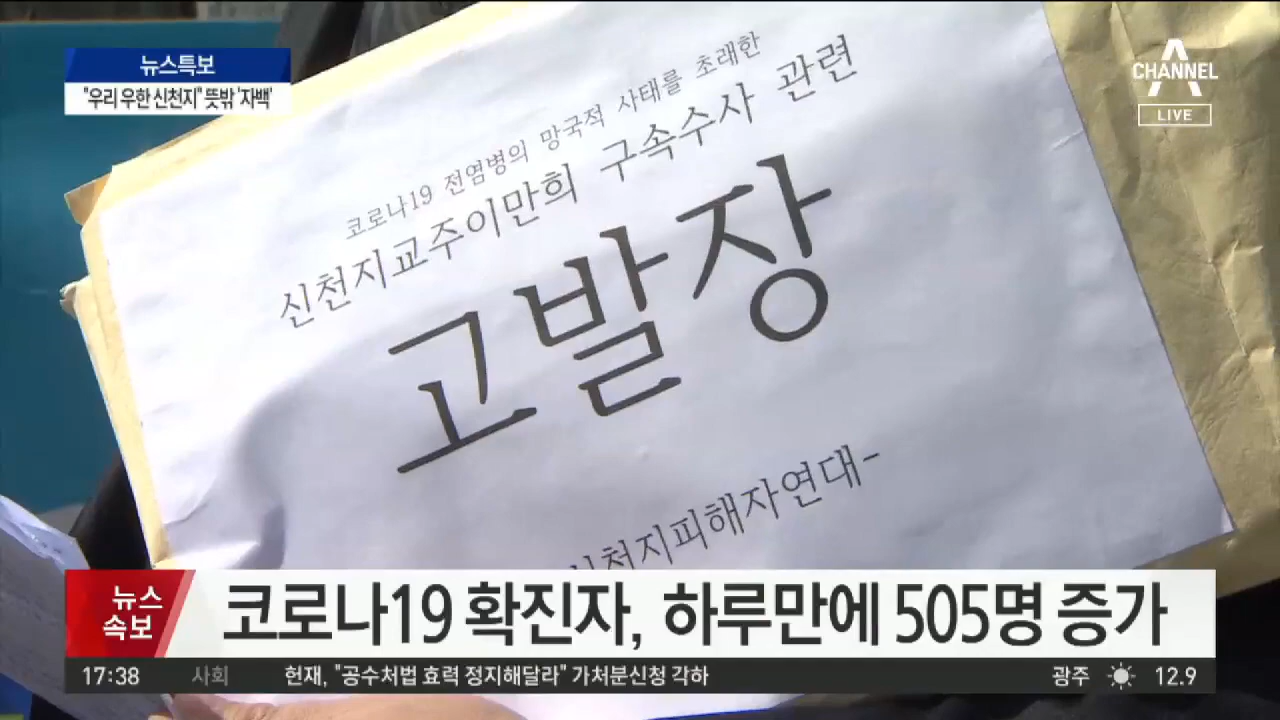 뉴스특보
"우리 우한 신천지" 뜻밖 '자백'
CHANNEL A
LIVE
코로나19 전염병의 망국적 사태를 초래한
신천지교주이만희 구속수사 관련
고발장
신천지피해자연대-
뉴스
속보
코로나19 확진자, 하루만에 505명 증가
17:38 사회 헌재, "공수처법 효력 정지해달라" 가처분신청 각하 광주 12.9